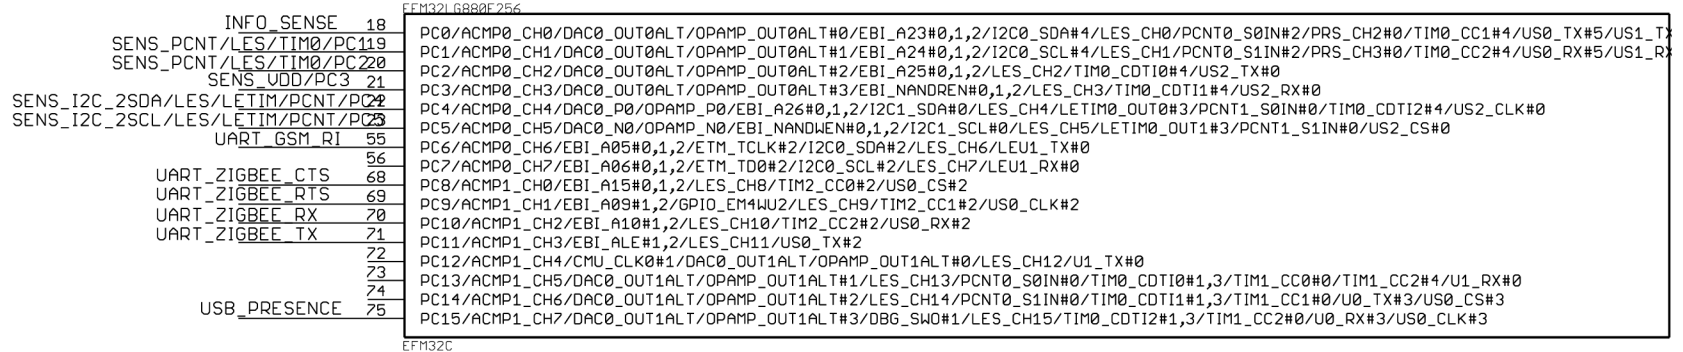 EFM32LG880F256
INFO_SENSE 18 PC0/ACMP0_CH0/DAC0_OUT0ALT/OPAMP_OUT0ALT#0/EBI_A23#0,1,2/I2C0_SDA#4/LES_CH0/PCNT0_S0IN#2/PRS_CH2#0/TIM0_CC1#4/US0_TX#5/US1_TX
SENS_PCNT/LES/TIM0/PC1 19 PC1/ACMP0_CH1/DAC0_OUT0ALT/OPAMP_OUT0ALT#1/EBI_A24#0,1,2/I2C0_SCL#4/LES_CH1/PCNT0_S1IN#2/PRS_CH3#0/TIM0_CC2#4/US0_RX#5/US1_RX
SENS_PCNT/LES/TIM0/PC2 20 PC2/ACMP0_CH2/DAC0_OUT0ALT/OPAMP_OUT0ALT#2/EBI_A25#0,1,2/LES_CH2/TIM0_CDTI0#4/US2_TX#0
SENS_VDD/PC3 21 PC3/ACMP0_CH3/DAC0_OUT0ALT/OPAMP_OUT0ALT#3/EBI_NANDREN#0,1,2/LES_CH3/TIM0_CDTI1#4/US2_RX#0
SENS_I2C_2SDA/LES/LETIM/PCNT/PC4 22 PC4/ACMP0_CH4/DAC0_P0/OPAMP_P0/EBI_A26#0,1,2/I2C1_SDA#0/LES_CH4/LETIM0_OUT0#3/PCNT1_S0IN#0/TIM0_CDTI2#4/US2_CLK#0
SENS_I2C_2SCL/LES/LETIM/PCNT/PC5 23 PC5/ACMP0_CH5/DAC0_N0/OPAMP_N0/EBI_NANDWEN#0,1,2/I2C1_SCL#0/LES_CH5/LETIM0_OUT1#3/PCNT1_S1IN#0/US2_CS#0
UART_GSM_RI 55 PC6/ACMP0_CH6/EBI_A05#0,1,2/ETM_TCLK#2/I2C0_SDA#2/LES_CH6/LEU1_TX#0
56 PC7/ACMP0_CH7/EBI_A06#0,1,2/ETM_TD0#2/I2C0_SCL#2/LES_CH7/LEU1_RX#0
UART_ZIGBEE_CTS 68 PC8/ACMP1_CH0/EBI_A15#0,1,2/LES_CH8/TIM2_CC0#2/US0_CS#2
UART_ZIGBEE_RTS 69 PC9/ACMP1_CH1/EBI_A09#1,2/GPIO_EM4WU2/LES_CH9/TIM2_CC1#2/US0_CLK#2
UART_ZIGBEE_RX 70 PC10/ACMP1_CH2/EBI_A10#1,2/LES_CH10/TIM2_CC2#2/US0_RX#2
UART_ZIGBEE_TX 71 PC11/ACMP1_CH3/EBI_ALE#1,2/LES_CH11/US0_TX#2
72 PC12/ACMP1_CH4/CMU_CLK0#1/DAC0_OUT1ALT/OPAMP_OUT1ALT#0/LES_CH12/U1_TX#0
73 PC13/ACMP1_CH5/DAC0_OUT1ALT/OPAMP_OUT1ALT#1/LES_CH13/PCNT0_S0IN#0/TIM0_CDTI0#1,3/TIM1_CC0#0/TIM1_CC2#4/U1_RX#0
74 PC14/ACMP1_CH6/DAC0_OUT1ALT/OPAMP_OUT1ALT#2/LES_CH14/PCNT0_S1IN#0/TIM0_CDTI1#1,3/TIM1_CC1#0/U0_TX#3/US0_CS#3
USB_PRESENCE 75 PC15/ACMP1_CH7/DAC0_OUT1ALT/OPAMP_OUT1ALT#3/DBG_SWO#1/LES_CH15/TIM0_CDTI2#1,3/TIM1_CC2#0/U0_RX#3/US0_CLK#3
EFM32C